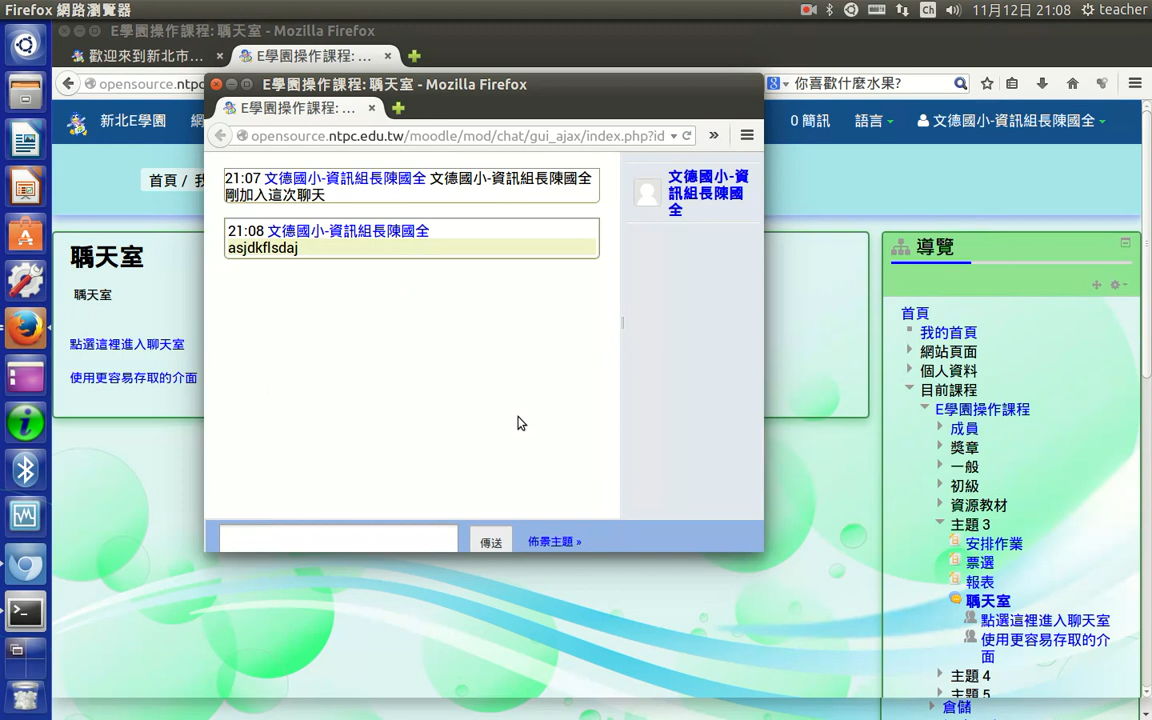 Firefox 網路瀏覽器
Ch
11月12日 21:08
teacher
E學園操作課程: 聊天室 - Mozilla Firefox
歡迎來到新北市...
E學園操作課程: ...
opensource.ntpc
你喜歡什麼水果?
新北E學園
網
0 簡訊
語言
文德國小-資訊組長陳國全
首頁 / 我
聊天室
聊天室
點選這裡進入聊天室
使用更容易存取的介面
E學園操作課程: 聊天室 - Mozilla Firefox
E學園操作課程: ...
opensource.ntpc.edu.tw/moodle/mod/chat/gui_ajax/index.php?id
21:07 文德國小-資訊組長陳國全 文德國小-資訊組長陳國全
剛加入這次聊天
21:08 文德國小-資訊組長陳國全
asjdkflsdaj
文德國小-資
訊組長陳國
全
傳送
佈景主題 »
導覽
首頁
我的首頁
網站頁面
個人資料
目前課程
E學園操作課程
成員
獎章
一般
初級
資源教材
主題 3
安排作業
票選
報表
聊天室
點選這裡進入聊天室
使用更容易存取的介
面
主題 4
主題 5
倉儲